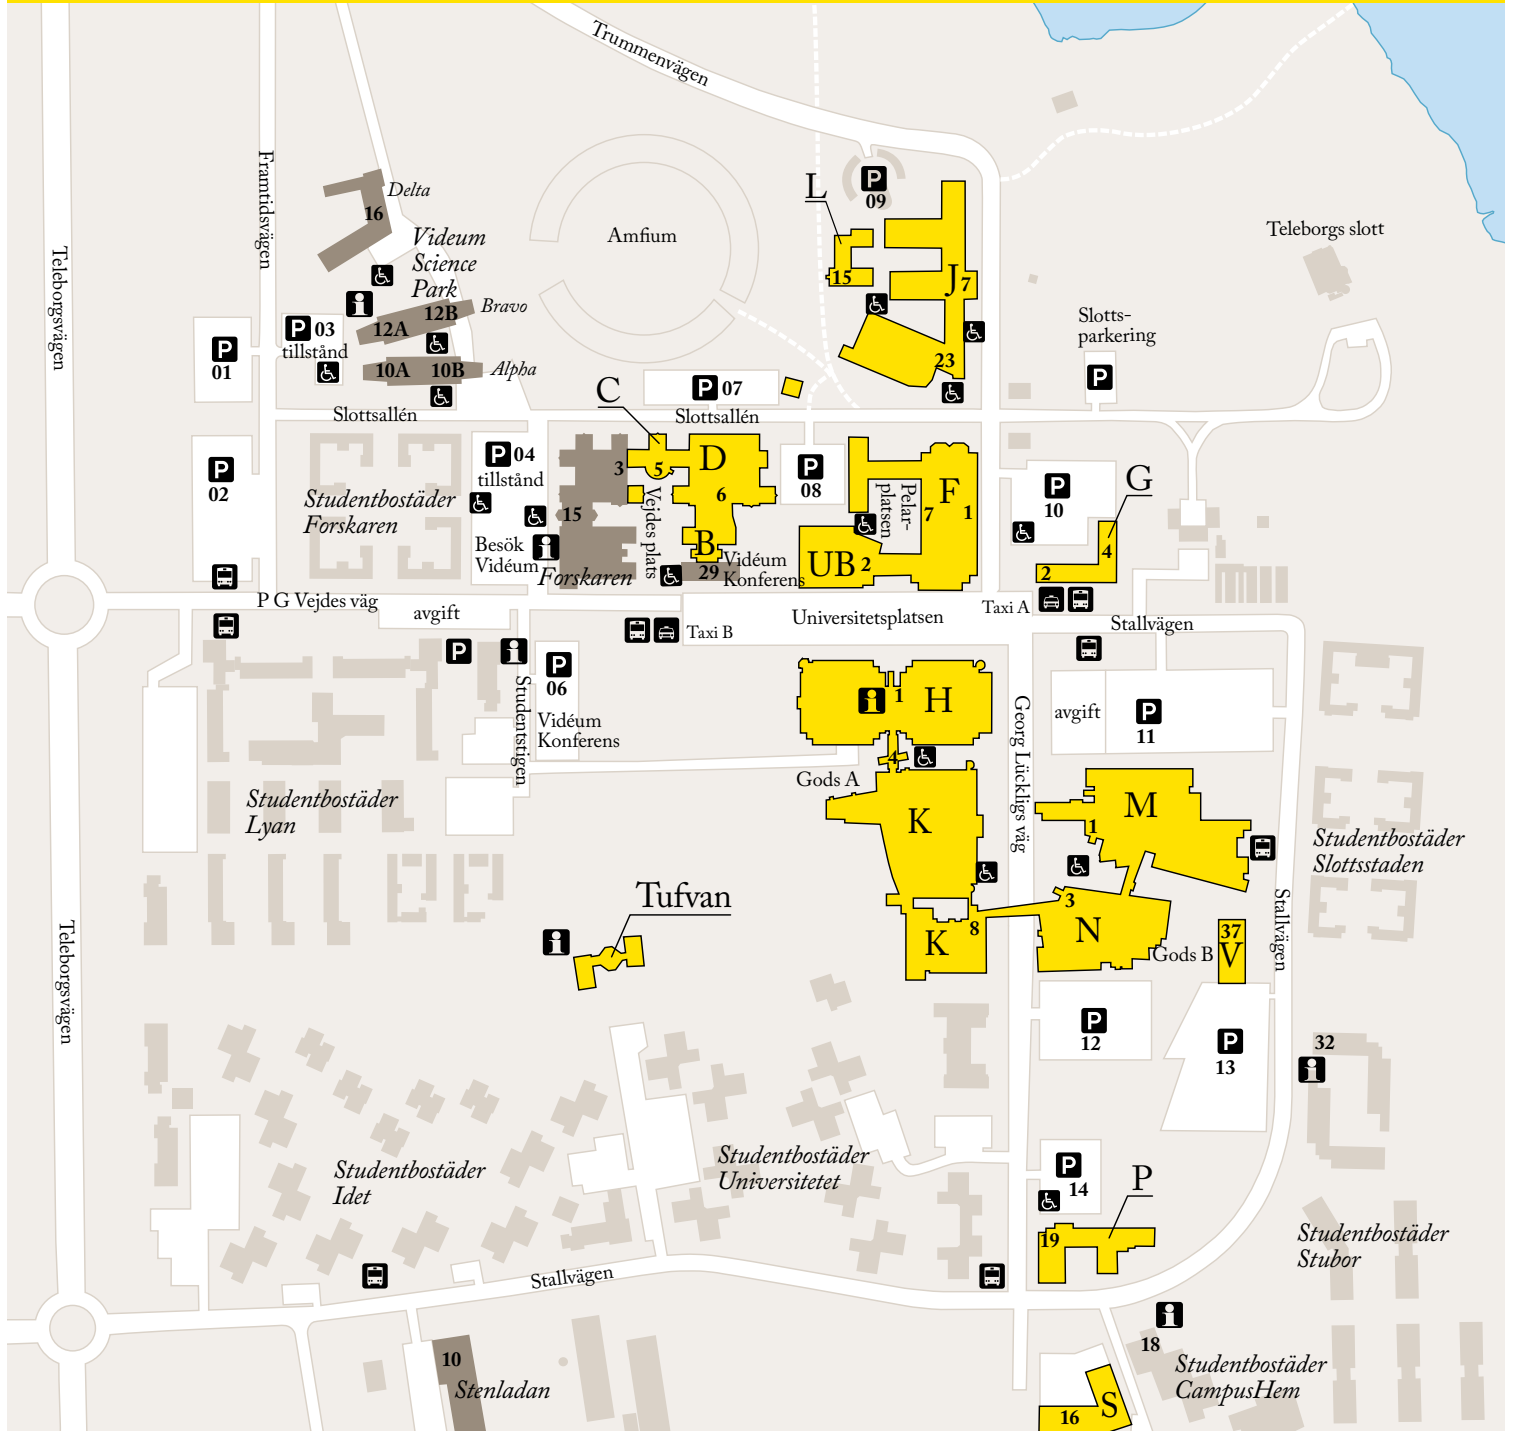 Trummenvägen
Framtidsvägen
Teleborgsvägen
Delta
16
Videum
Science
Park
Bravo
12B
12A
10A
10B
Alpha
P
03
tillstånd
P
01
Slottsallén
Amfium
L
P
09
15
J
7
23
Teleborgs slott
Slotts-
parkering
P
C
P
07
Slottsallén
P
02
Studentbostäder
Forskaren
P
04
tillstånd
3
5
D
6
15
Vejdes plats
B
29
Vidéum
Konferens
Besök
Vidéum
Forskaren
P
08
Pelar-
platsen
F
7
1
UB
2
P
10
G
4
2
P G Vejdes väg
avgift
Taxi B
Universitetsplatsen
Taxi A
Stallvägen
P
P
06
Studentstigen
Vidéum
Konferens
1
H
4
Gods A
K
Georg Lückligs väg
avgift
P
11
M
1
Studentbostäder
Lyan
Studentbostäder
Slottsstaden
Tufvan
K
8
3
N
Gods B
37
V
Stallvägen
Teleborgsvägen
P
12
P
13
32
Studentbostäder
Idet
Studentbostäder
Universitetet
P
14
P
19
Studentbostäder
Stubor
Stallvägen
10
Stenladan
18
Studentbostäder
CampusHem
S
16